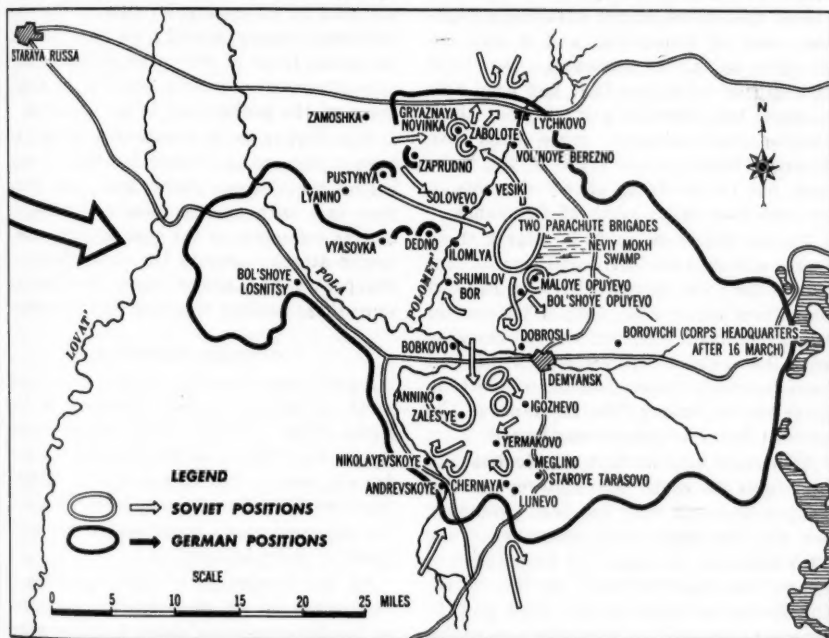 STARAYA RUSSA
ZAMOSHKA
GRYAZNAYA
NOVINKA
ZABOLOTE
LYCHKOVO
VOL'NOYE BEREZNO
N
ZAPRUDNO
PUSTYNYA
LYANNO
VESIKI
SOLOVEVO
TWO PARACHUTE BRIGADES
NEVIY MOKH
SWAMP
VYASOVKA
DEDNO
ILOMLYA
POLA
POLOMET'
BOL'SHOYE
LOSNITSY
SHUMILOV
BOR
MALOYE OPUYEVO
BOL'SHOYE OPUYEVO
LOVAT'
BOBKOVO
DOBROSLI
BOROVICHI (CORPS HEADQUARTERS
AFTER 16 MARCH)
DEMYANSK
ANNINO
ZALES'YE
IGOZHEVO
YERMAKOVO
NIKOLAYEVSKOYE
MEGLINO
ANDREVSKOYE
CHERNAYA
STAROYE TARASOVO
LUNEVO
LEGEND
SOVIET POSITIONS
GERMAN POSITIONS
SCALE
0 5 10 15 20 25 MILES